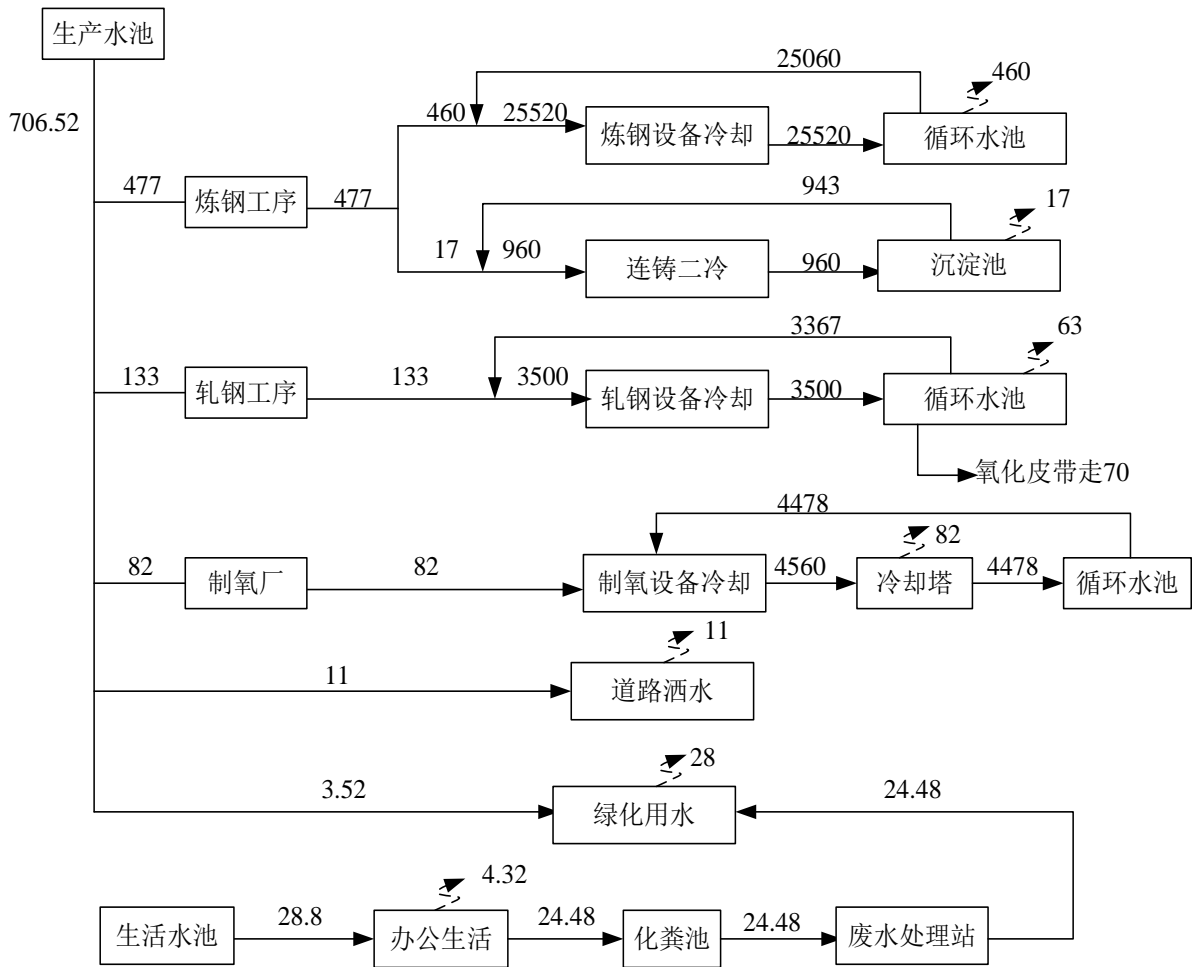 生产水池
706.52
25060
460
460
25520
炼钢设备冷却
25520
循环水池
477
炼钢工序
477
943
17
17
960
连铸二冷
960
沉淀池
3367
63
133
轧钢工序
133
3500
轧钢设备冷却
3500
循环水池
氧化皮带走70
4478
82
82
制氧厂
82
制氧设备冷却
4560
冷却塔
4478
循环水池
11
11
道路洒水
28
3.52
绿化用水
24.48
4.32
生活水池
28.8
办公生活
24.48
化粪池
24.48
废水处理站